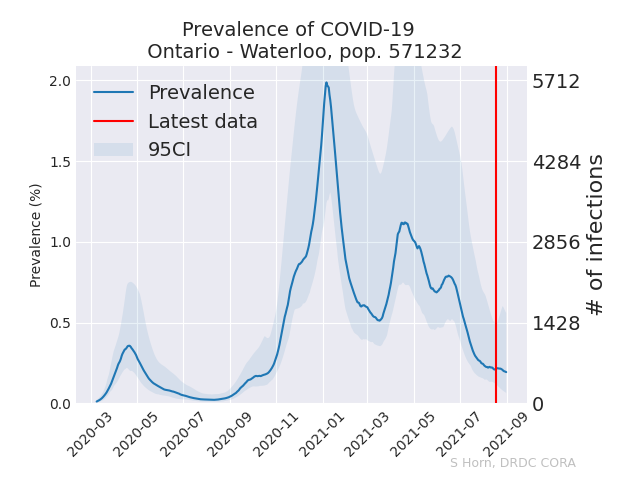 Prevalence of COVID-19
Ontario - Waterloo, pop. 571232
Prevalence (%)
2.0
1.5
1.0
0.5
0.0
Prevalence
Latest data
95CI
5712
4284
2856
1428
0
# of infections
2020-03
2020-05
2020-07
2020-09
2020-11
2021-01
2021-03
2021-05
2021-07
2021-09
S Horn, DRDC CORA